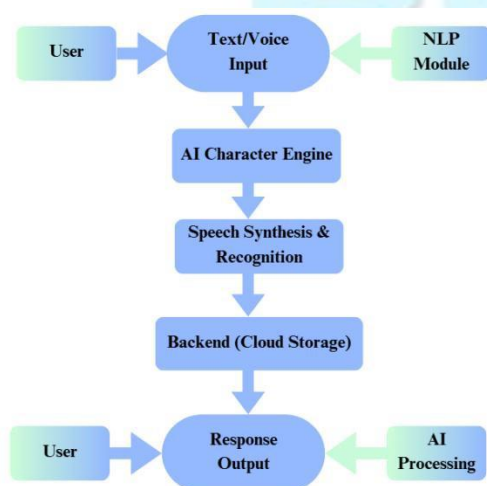 User
Text/Voice
Input
NLP
Module
AI Character Engine
Speech Synthesis &
Recognition
Backend (Cloud Storage)
User
Response
Output
AI
Processing